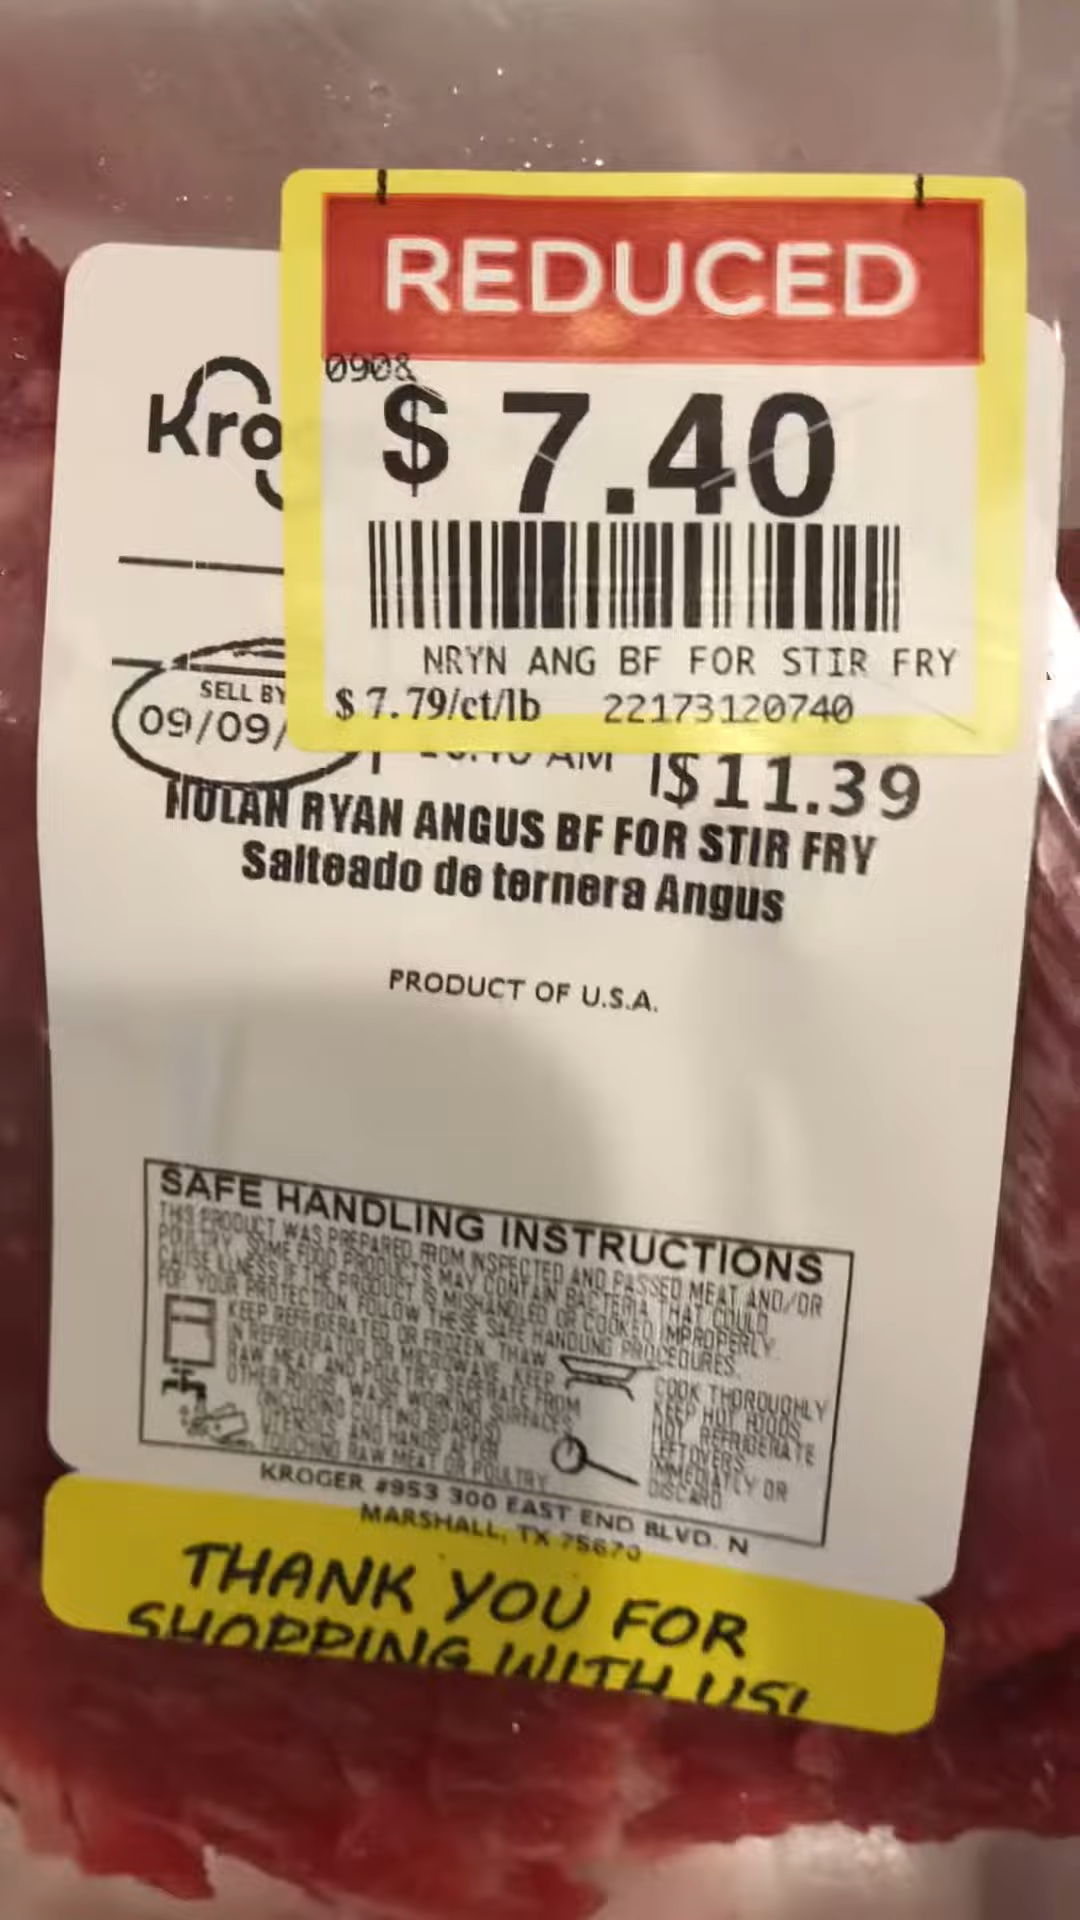 REDUCED
0908
$ 7.40
NRYN ANG BF FOR STIR FRY
$ 7.79/ct/lb 22173120740
Kro
SELL BY
09/09/
AM $11.39
NOLAN RYAN ANGUS BF FOR STIR FRY
Salteado de ternera Angus
PRODUCT OF U.S.A.
SAFE HANDLING INSTRUCTIONS
THIS PRODUCT WAS PREPARED FROM INSPECTED AND PASSED MEAT AND/OR
POULTRY. SOME FOOD PRODUCTS MAY CONTAIN BACTERIA THAT COULD
CAUSE ILLNESS IF THE PRODUCT IS MISHANDLED OR COOKED IMPROPERLY.
FOR YOUR PROTECTION, FOLLOW THESE SAFE HANDLING PROCEDURES.
KEEP REFRIGERATED OR FROZEN. THAW
IN REFRIGERATOR OR MICROWAVE. KEEP
RAW MEAT AND POULTRY SEPERATE FROM
OTHER FOODS. WASH WORKING SURFACES
INCLUDING CUTTING BOARDS
UTENSILS AND HANDS AFTER
TOUCHING RAW MEAT OR POULTRY
COOK THOROUGHLY
KEEP HOT FOODS
HOT. REFRIGERATE
LEFTOVERS
IMMEDIATLY OR
DISCARD
KROGER #953 300 EAST END BLVD. N
MARSHALL, TX 75670
THANK YOU FOR
SHOPPING WITH US!